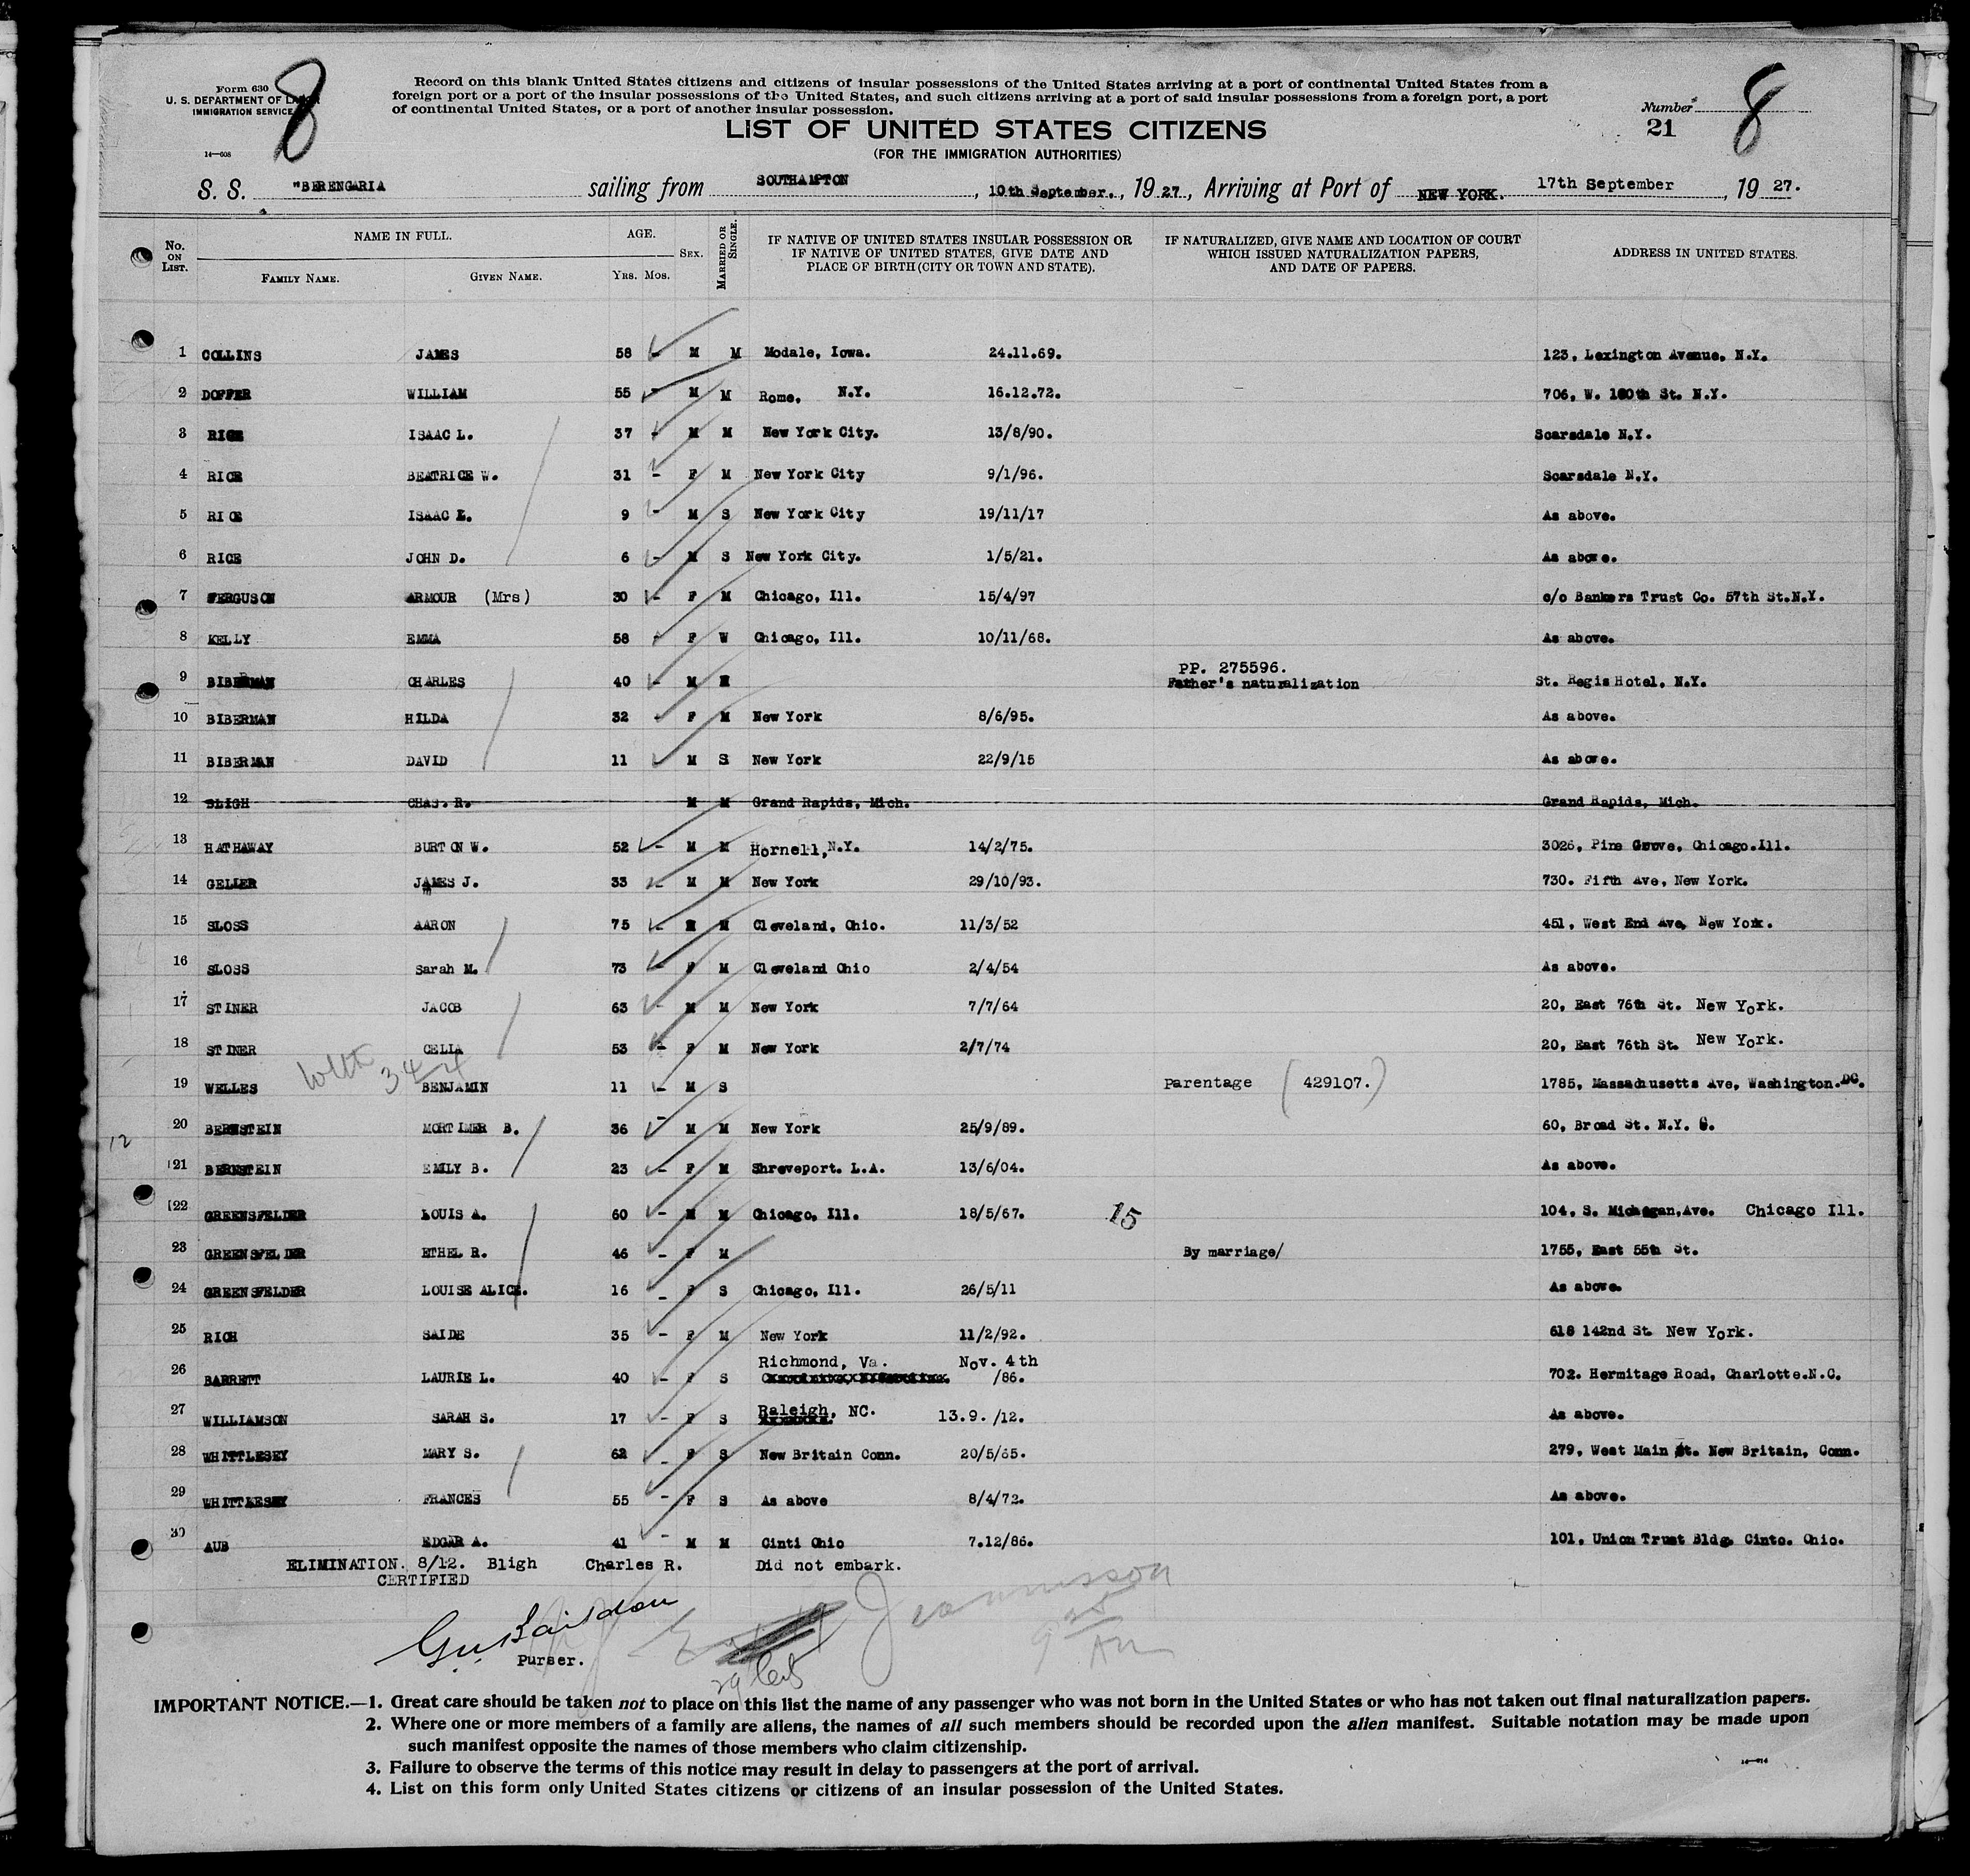 Form 630
U. S. DEPARTMENT OF LABOR
IMMIGRATION SERVICE
8
Record on this blank United States citizens and citizens of insular possessions of the United States arriving at a port of continental United States from a
foreign port or a port of the insular possessions of the United States, and such citizens arriving at a port of said insular possessions from a foreign port, a port
of continental United States, or a port of another insular possession.
Number 8
21
14—608
LIST OF UNITED STATES CITIZENS
(FOR THE IMMIGRATION AUTHORITIES)
S. S. "BERENGARIA sailing from SOUTHAMPTON, 10th September., 19 27, Arriving at Port of NEW YORK. 17th September, 19 27.
No. ON LIST. NAME IN FULL. FAMILY NAME. GIVEN NAME. AGE. YRS. MOS. SEX. MARRIED OR SINGLE. IF NATIVE OF UNITED STATES INSULAR POSSESSION OR IF NATIVE OF UNITED STATES, GIVE DATE AND PLACE OF BIRTH (CITY OR TOWN AND STATE). IF NATURALIZED, GIVE NAME AND LOCATION OF COURT WHICH ISSUED NATURALIZATION PAPERS, AND DATE OF PAPERS. ADDRESS IN UNITED STATES.
1 COLLINS JAMES 58 - M M Modale, Iowa. 24.11.69. 123, Lexington Avenue, N.Y.
2 DOFFER WILLIAM 55 - M M Rome, N.Y. 16.12.72. 706, W. 180th St. N.Y.
3 RICE ISAAC L. 37 - M M New York City. 13/8/90. Scarsdale N.Y.
4 RICE BEATRICE W. 31 - F M New York City 9/1/96. Scarsdale N.Y.
5 RICE ISAAC L. 9 - M S New York City 19/11/17 As above.
6 RICE JOHN D. 6 - M S New York City. 1/5/21. As above.
7 FERGUSON ARMOUR (Mrs) 30 - F M Chicago, Ill. 15/4/97 c/o Bankers Trust Co. 57th St.N.Y.
8 KELLY EMMA 58 - F W Chicago, Ill. 10/11/68. As above.
9 BIBERMAN CHARLES 40 - M M PP. 275596. Father's naturalization St. Regis Hotel, N.Y.
10 BIBERMAN HILDA 32 - F M New York 8/6/95. As above.
11 BIBERMAN DAVID 11 M S New York 22/9/15 As above.
12 SLIGH CHAS. R. M M Grand Rapids, Mich. Grand Rapids, Mich.
13 HATHAWAY BURTON W. 52 - M M Hornell, N.Y. 14/2/75. 3026, Pine Grove, Chicago.Ill.
14 GELLER JAMES J. 33 - M M New York 29/10/93. 730. Fifth Ave, New York.
15 SLOSS AARON 75 - M M Cleveland, Ohio. 11/3/52 451, West End Ave, New York.
16 SLOSS Sarah M. 73 - F M Cleveland Ohio 2/4/54 As above.
17 STINER JACOB 63 - M M New York 7/7/64 20, East 76th St. New York.
18 STINER CELIA 53 - F M New York 2/7/74 20, East 76th St. New York.
With 34-4
19 WELLES BENJAMIN 11 - M S Parentage (429107.) 1785, Massachusetts Ave, Washington.DC.
12
20 BERNSTEIN MORTIMER B. 36 - M M New York 25/9/89. 60, Broad St. N.Y. C.
21 BERNSTEIN EMILY B. 23 - F M Shreveport. L.A. 13/6/04. As above.
22 GREENSFELDER LOUIS A. 60 - M M Chicago, Ill. 18/5/67. 15 104, S. Michigan,Ave. Chicago Ill.
23 GREENSFELDER ETHEL R. 46 - F M By marriage/ 1755, East 55th St.
24 GREENSFELDER LOUISE ALICE. 16 - F S Chicago, Ill. 26/5/11 As above.
25 RICH SAIDE 35 - F M New York 11/2/92. 618 142nd St. New York.
26 BARRETT LAURIE L. 40 - F S Richmond, Va. Nov. 4th /86. 702. Hermitage Road, Charlotte.N.C.
27 WILLIAMSON SARAH S. 17 - F S Raleigh, NC. 13.9./12. As above.
28 WHITTLESEY MARY S. 62 - F S New Britain Conn. 20/5/65. 279, West Main St. New Britain, Conn.
29 WHITTLESEY FRANCES 55 - F S As above 8/4/72. As above.
30 AUB EDGAR A. 41 - M M Cinti Ohio 7.12/86. 101, Union Trust Bldg. Cinto. Ohio.
ELIMINATION. 8/12. Bligh Charles R. Did not embark.
CERTIFIED
Purser.
IMPORTANT NOTICE.—1. Great care should be taken not to place on this list the name of any passenger who was not born in the United States or who has not taken out final naturalization papers.
2. Where one or more members of a family are aliens, the names of all such members should be recorded upon the alien manifest. Suitable notation may be made upon
such manifest opposite the names of those members who claim citizenship.
3. Failure to observe the terms of this notice may result in delay to passengers at the port of arrival.
4. List on this form only United States citizens or citizens of an insular possession of the United States.